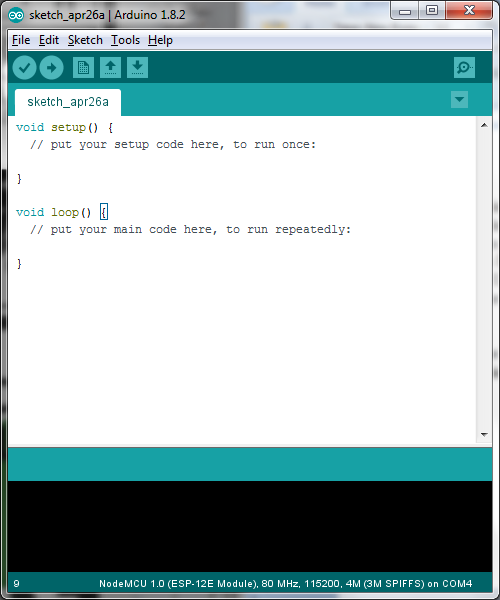 sketch_apr26a | Arduino 1.8.2
File Edit Sketch Tools Help
sketch_apr26a
void setup() {
  // put your setup code here, to run once:
}
void loop() {
  // put your main code here, to run repeatedly:
}
9 NodeMCU 1.0 (ESP-12E Module), 80 MHz, 115200, 4M (3M SPIFFS) on COM4